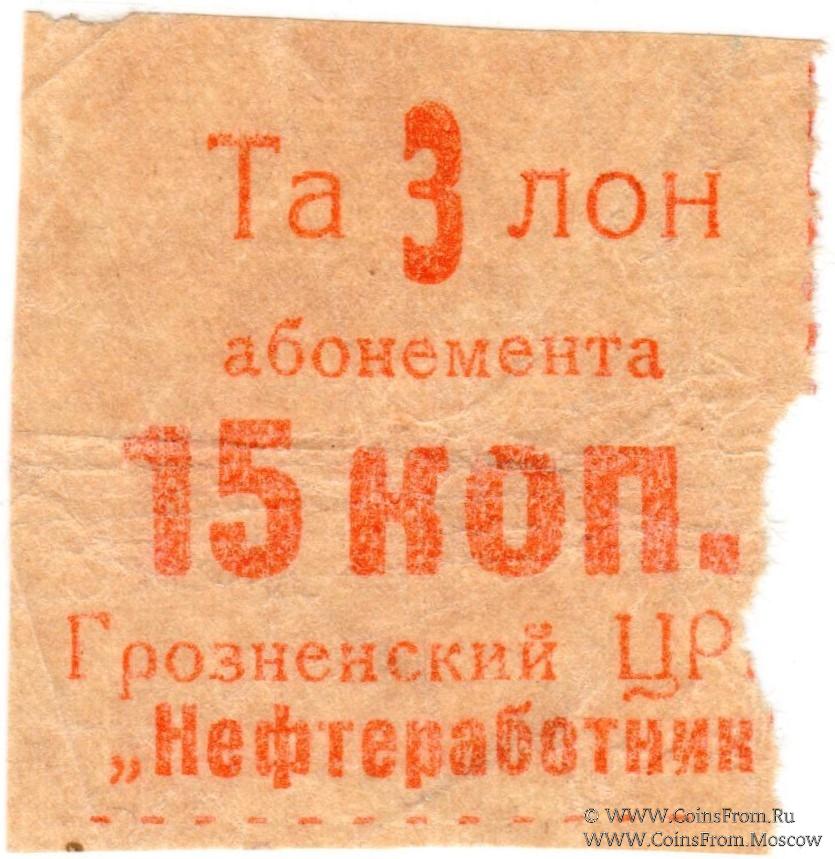 Та 3 лон
абонемента
15 коп.
Грозненский ЦР
„Нефтеработник"
© WWW.CoinsFrom.Ru
WWW.CoinsFrom.Moscow